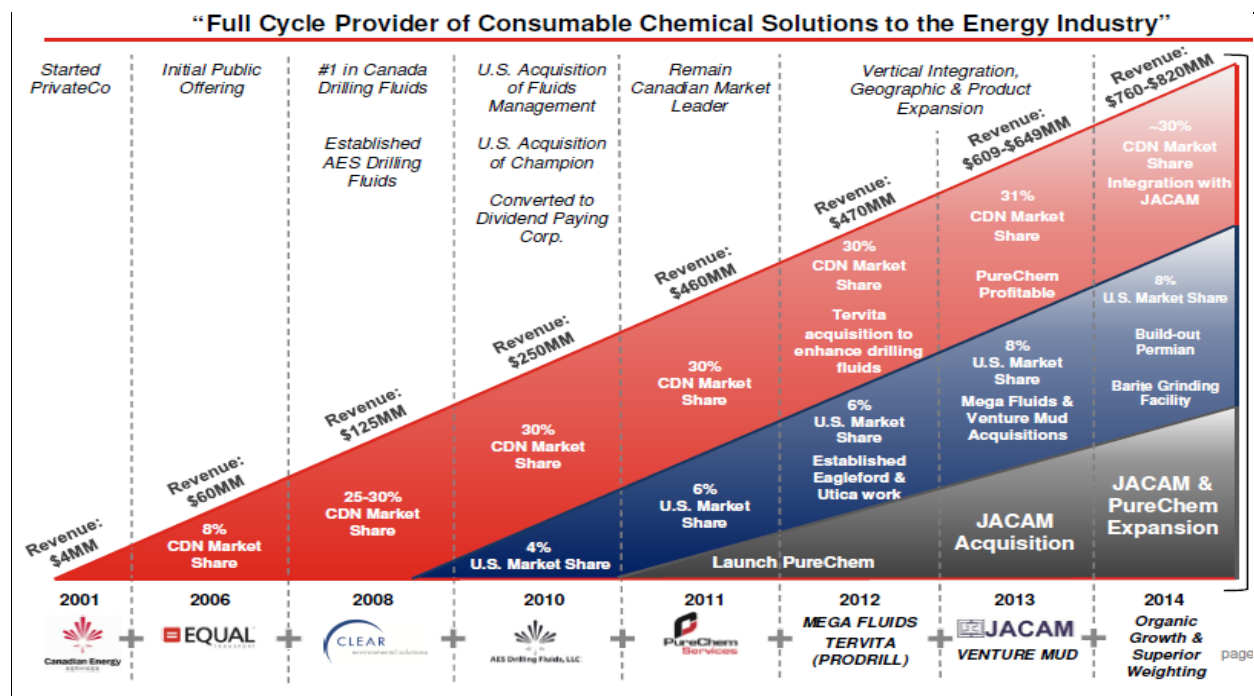 “Full Cycle Provider of Consumable Chemical Solutions to the Energy Industry”
Started
PrivateCo
Initial Public
Offering
#1 in Canada
Drilling Fluids
Established
AES Drilling
Fluids
U.S. Acquisition
of Fluids
Management
U.S. Acquisition
of Champion
Converted to
Dividend Paying
Corp.
Remain
Canadian Market
Leader
Vertical Integration,
Geographic & Product
Expansion
Revenue:
$4MM
Revenue:
$60MM
Revenue:
$125MM
Revenue:
$250MM
Revenue:
$460MM
Revenue:
$470MM
Revenue:
$609-$649MM
Revenue:
$760-$820MM
8%
CDN Market
Share
25-30%
CDN Market
Share
30%
CDN Market
Share
30%
CDN Market
Share
30%
CDN Market
Share
Tervita
acquisition to
enhance drilling
fluids
31%
CDN Market
Share
PureChem
Profitable
~30%
CDN Market
Share
Integration with
JACAM
4%
U.S. Market Share
6%
U.S. Market Share
6%
U.S. Market
Share
Established
Eagleford &
Utica work
8%
U.S. Market
Share
Mega Fluids &
Venture Mud
Acquisitions
8%
U.S. Market Share
Build-out
Permian
Barite Grinding
Facility
Launch PureChem
JACAM
Acquisition
JACAM &
PureChem
Expansion
2001
2006
2008
2010
2011
2012
2013
2014
Canadian Energy
SERVICES
EQUAL
TRANSPORT
CLEAR
environmental solutions
AES Drilling Fluids, LLC
PureChem
Services
MEGA FLUIDS
TERVITA
(PRODRILL)
JACAM
VENTURE MUD
Organic
Growth &
Superior
Weighting
page